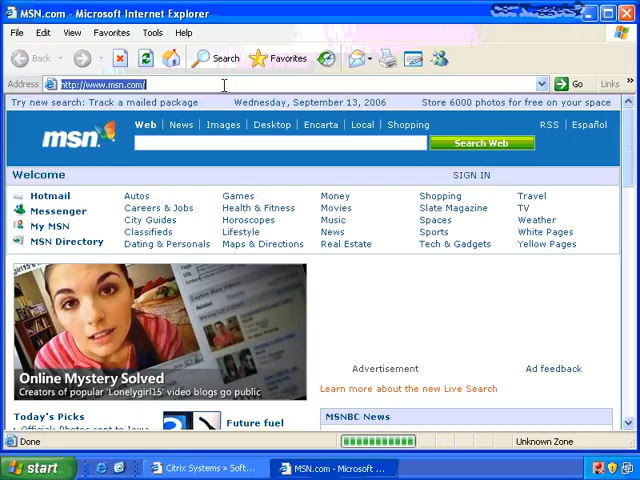 MSN.com - Microsoft Internet Explorer
File Edit View Favorites Tools Help
Back Search Favorites
Address http://www.msn.com/ Go Links »
Try new search: Track a mailed package Wednesday, September 13, 2006 Store 6000 photos for free on your space
Web | News | Images | Desktop | Encarta | Local | Shopping RSS | Español
msn Search Web
Welcome SIGN IN
Hotmail Autos Games Money Shopping Travel
Messenger Careers & Jobs Health & Fitness Movies Slate Magazine TV
My MSN City Guides Horoscopes Music Spaces Weather
Classifieds Lifestyle News Sports White Pages
MSN Directory Dating & Personals Maps & Directions Real Estate Tech & Gadgets Yellow Pages
Online Mystery Solved
Creators of popular 'Lonelygirl15' video blogs go public
Advertisement Ad feedback
Learn more about the new Live Search
Today's Picks Future fuel MSNBC News
Done Unknown Zone
start Citrix Systems » Soft... MSN.com - Microsoft ...